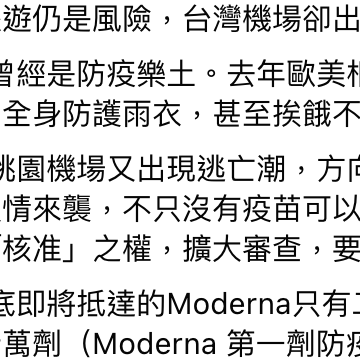 遊仍是風險，台灣機場卻出
曾經是防疫樂土。去年歐美
全身防護雨衣，甚至挨餓不
桃園機場又出現逃亡潮，方向
情來襲，不只沒有疫苗可以
「核准」之權，擴大審查，要
底即將抵達的Moderna只有
萬劑（Moderna 第一劑防疫